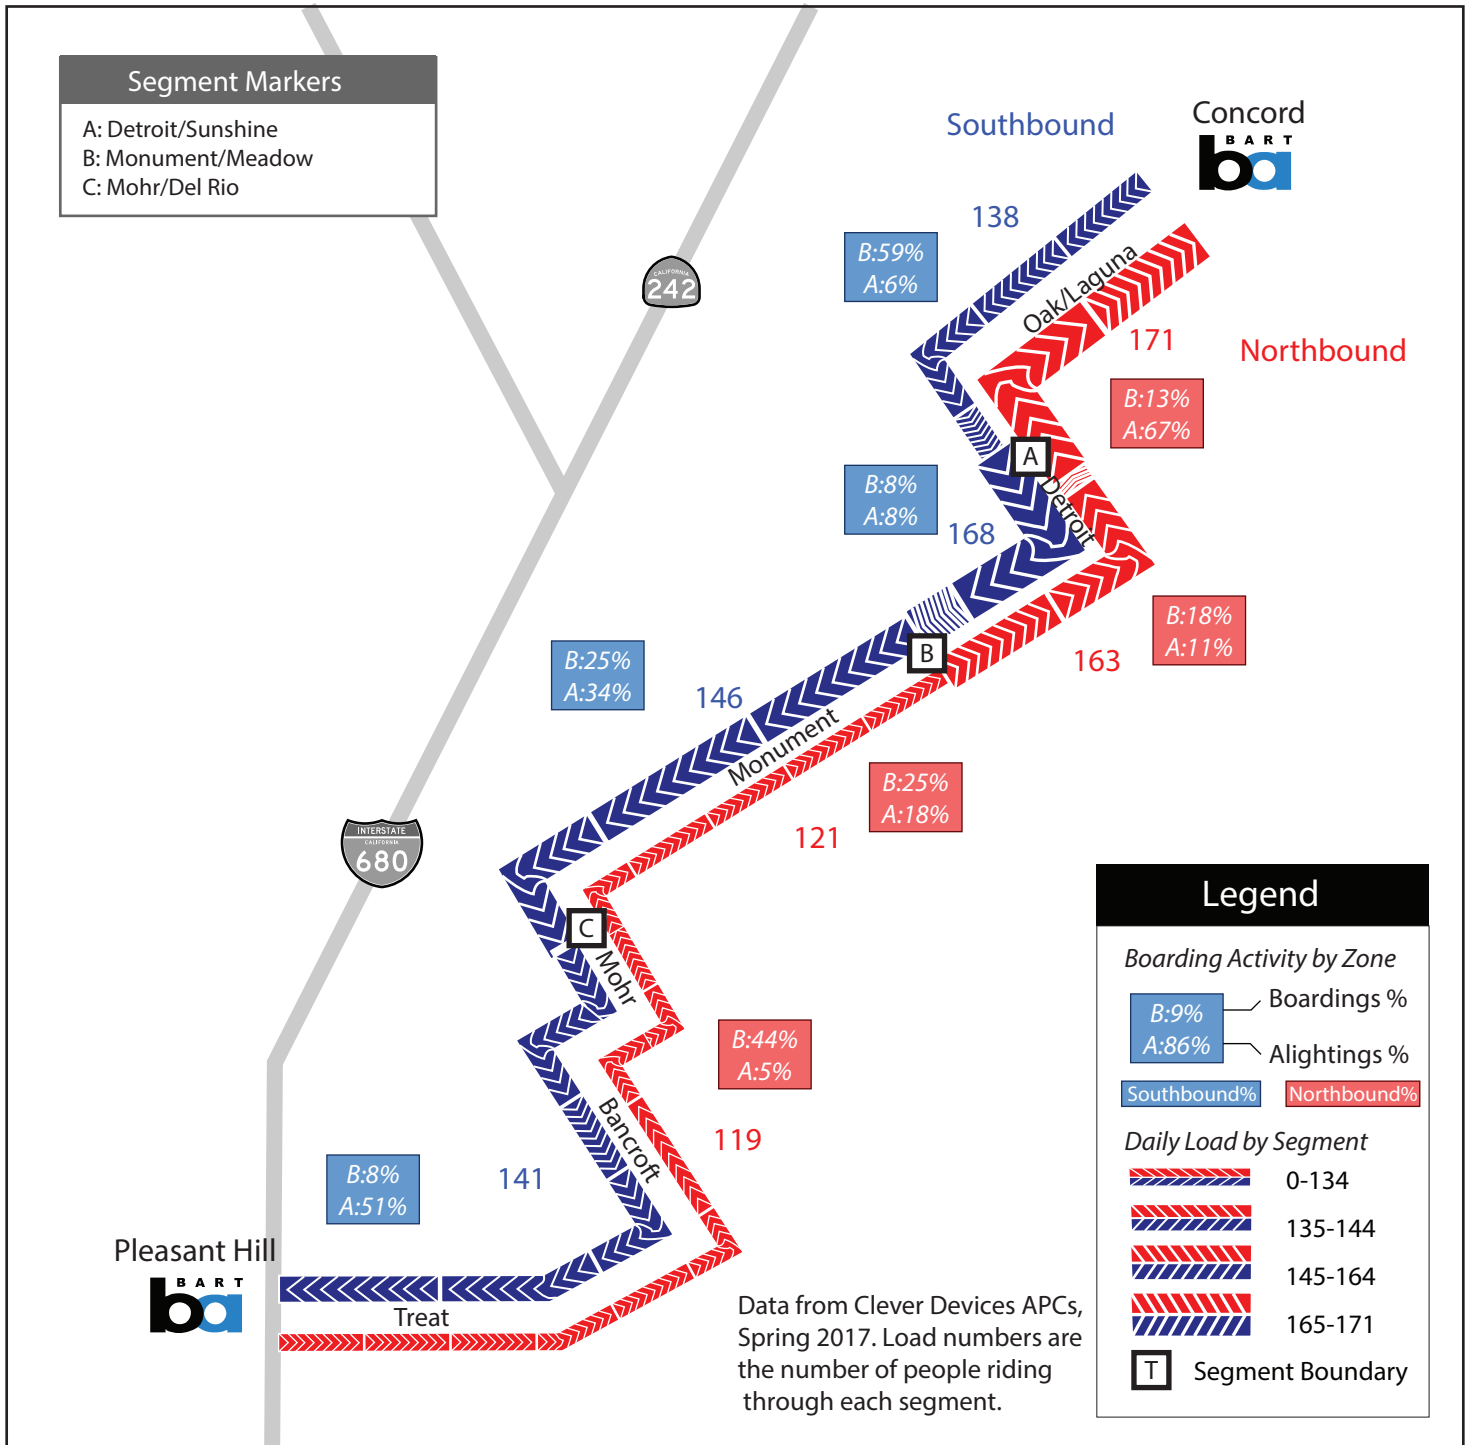 Segment Markers
A: Detroit/Sunshine
B: Monument/Meadow
C: Mohr/Del Rio
Southbound
Concord
BART
ba
138
B:59%
A:6%
CALIFORNIA
242
Oak/Laguna
171
Northbound
B:13%
A:67%
A
B:8%
A:8%
168
Detroit
B:18%
A:11%
163
B
B:25%
A:34%
146
Monument
B:25%
A:18%
121
INTERSTATE
CALIFORNIA
680
C
Mohr
B:44%
A:5%
Bancroft
119
141
B:8%
A:51%
Pleasant Hill
BART
ba
Treat
Data from Clever Devices APCs,
Spring 2017. Load numbers are
the number of people riding
through each segment.
Legend
Boarding Activity by Zone
B:9%
A:86%
Boardings %
Alightings %
Southbound%
Northbound%
Daily Load by Segment
0-134
135-144
145-164
165-171
T
Segment Boundary